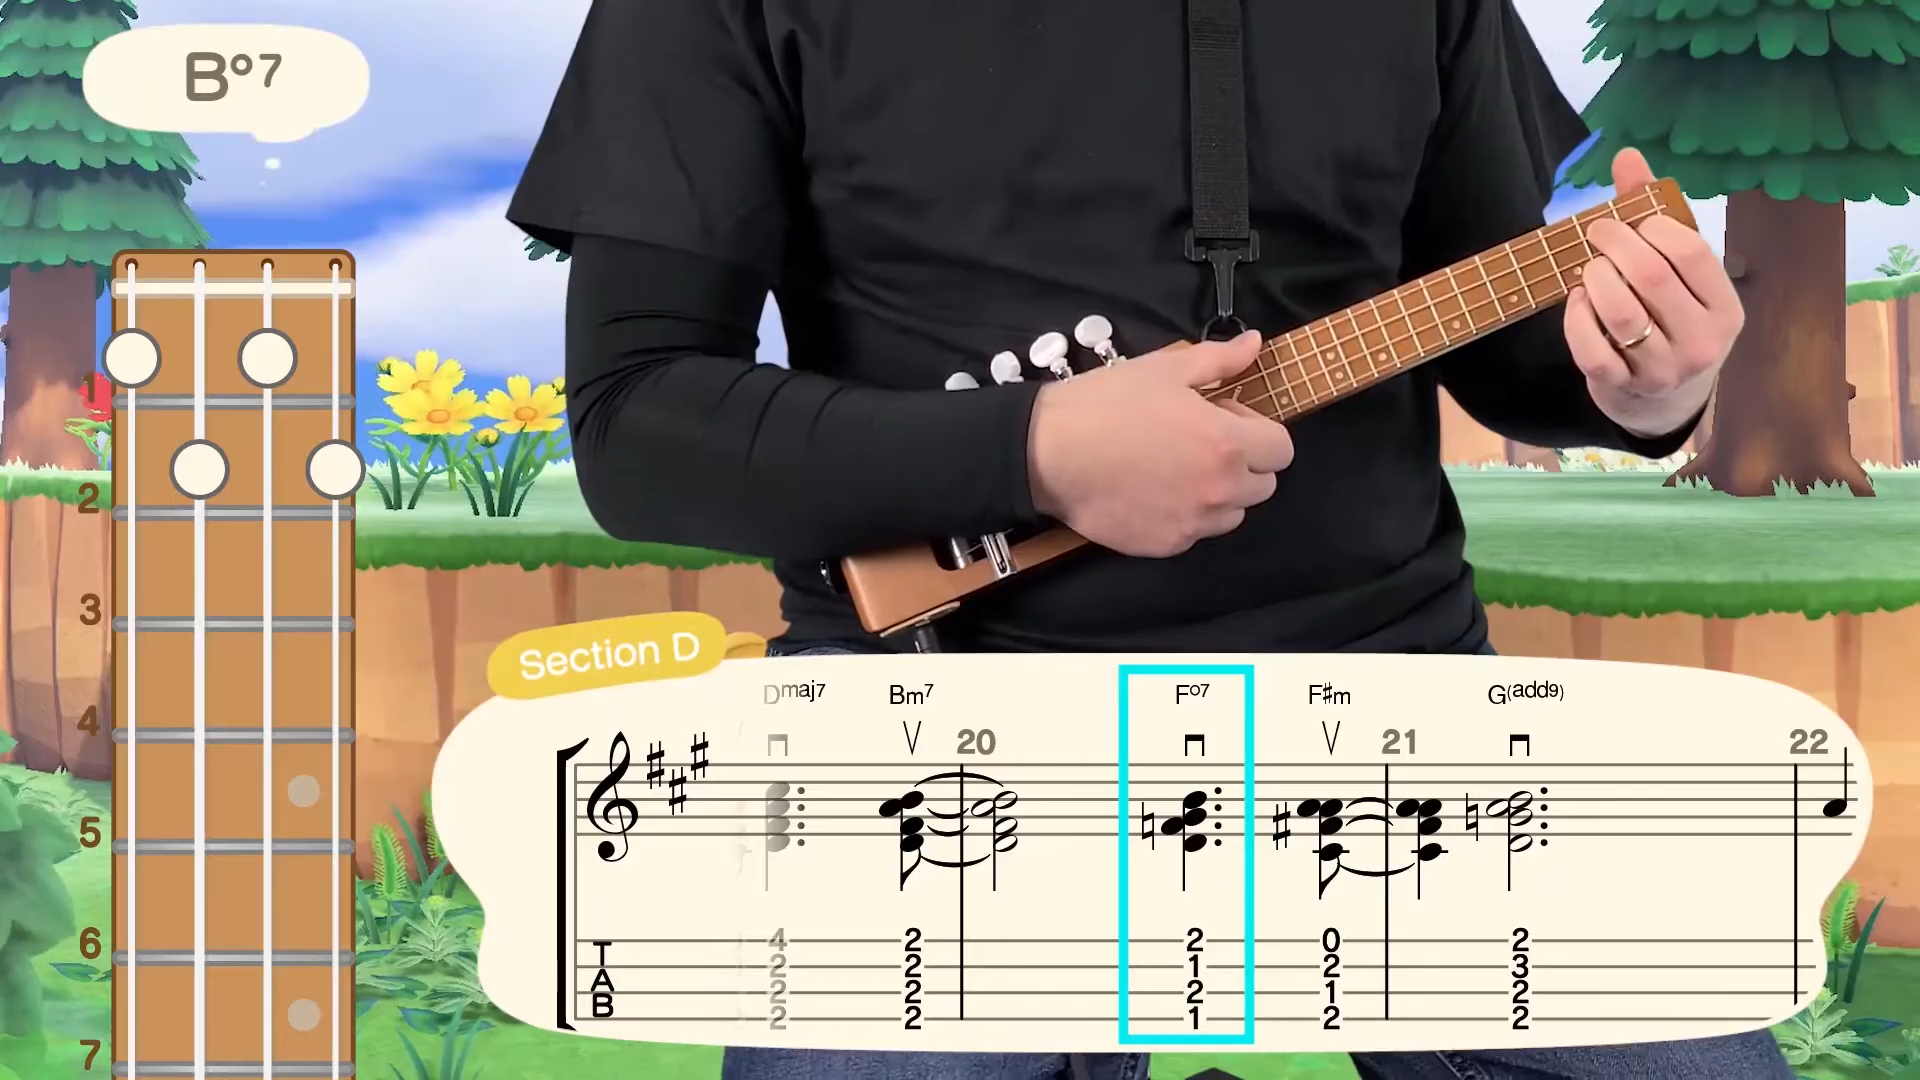 B°7
1
2
3
4
5
6
7
Section D
Dmaj7 Bm7 F°7 F#m G(add9)
20 21 22
T 4 2 2 0 2
A 2 2 1 2 3
B 2 2 2 1 2
2 2 1 2 2